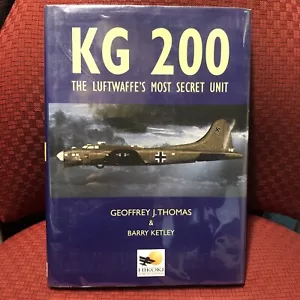 KG 200
THE LUFTWAFFE'S MOST SECRET UNIT
GEOFFREY J. THOMAS
&
BARRY KETLEY
HIKOKI